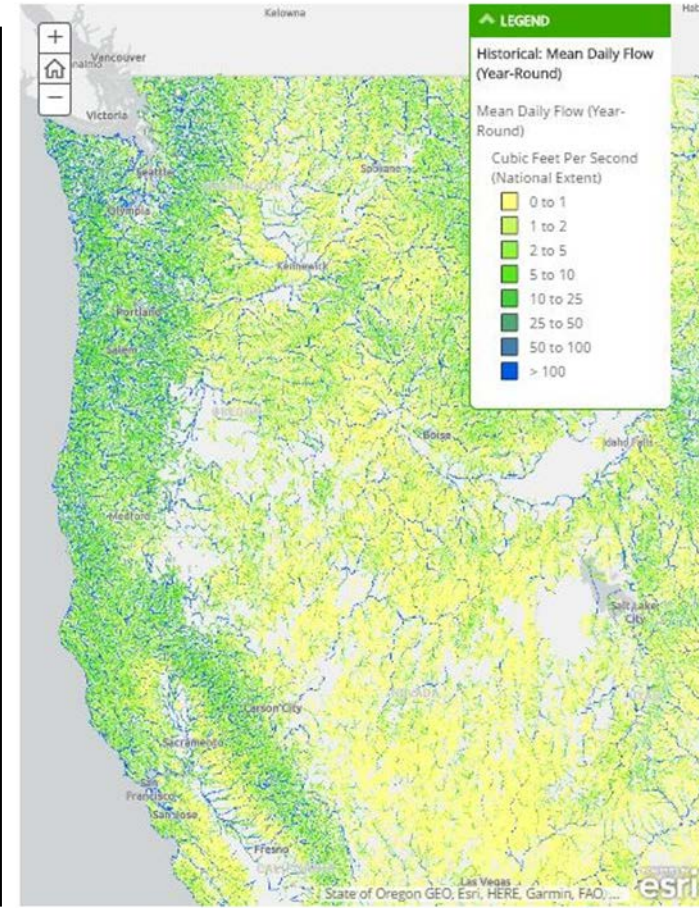 Kelowna
+
Vancouver
−
Victoria
Seattle
Spokane
Olympia
Kennewick
Portland
Salem
OREGON
Boise
Idaho Falls
Medford
Salt Lake
City
NEVADA
Carson City
Sacramento
San
Francisco
San Jose
Fresno
Las Vegas
LEGEND
Historical: Mean Daily Flow
(Year-Round)
Mean Daily Flow (Year-
Round)
Cubic Feet Per Second
(National Extent)
0 to 1
1 to 2
2 to 5
5 to 10
10 to 25
25 to 50
50 to 100
> 100
State of Oregon GEO, Esri, HERE, Garmin, FAO, ...
esri